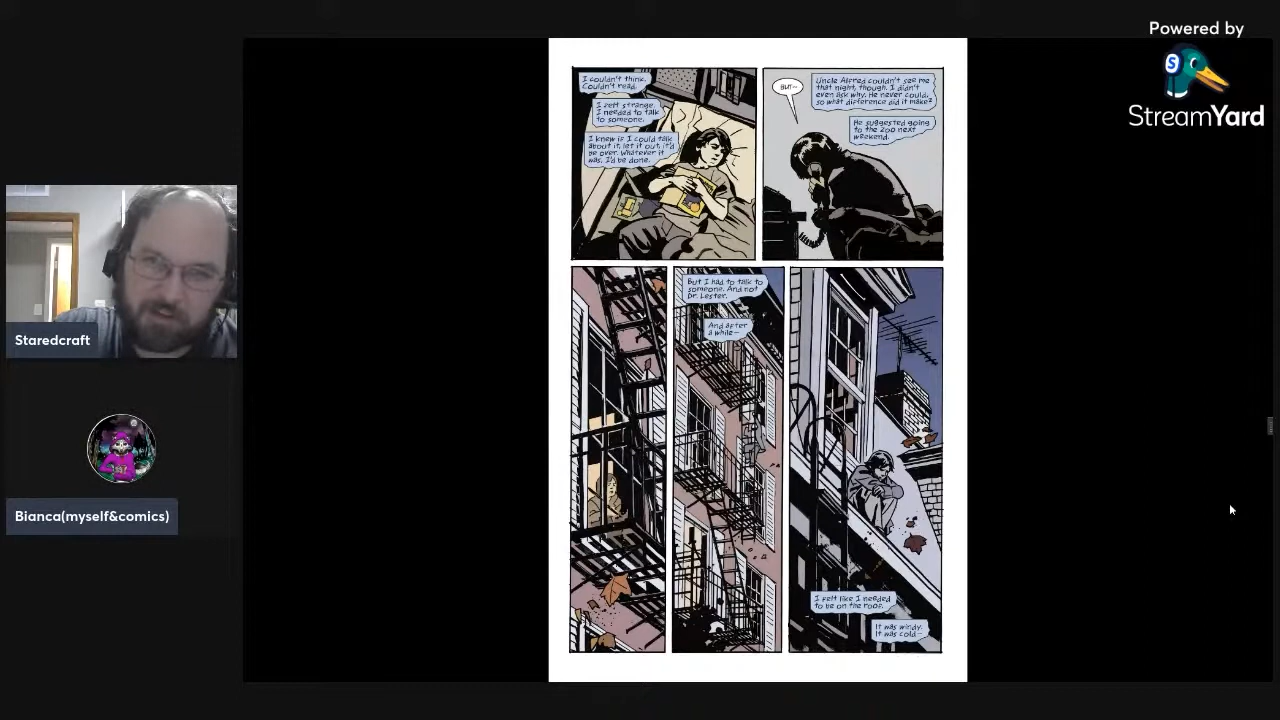 Powered by
S
StreamYard
Staredcraft
Bianca(myself&comics)
I couldn't think.
Couldn't read.
I felt strange.
I needed to talk
to someone.
I knew if I could talk
about it, let it out, it'd
be over. Whatever it
was, I'd be done.
BUT--
Uncle Alfred couldn't see me
that night, though. I didn't
even ask why. He never could,
so what difference did it make?
He suggested going
to the zoo next
weekend.
But I had to talk to
someone. And not
Dr. Lester.
And after
a while--
I felt like I needed
to be on the roof.
It was windy.
It was cold--